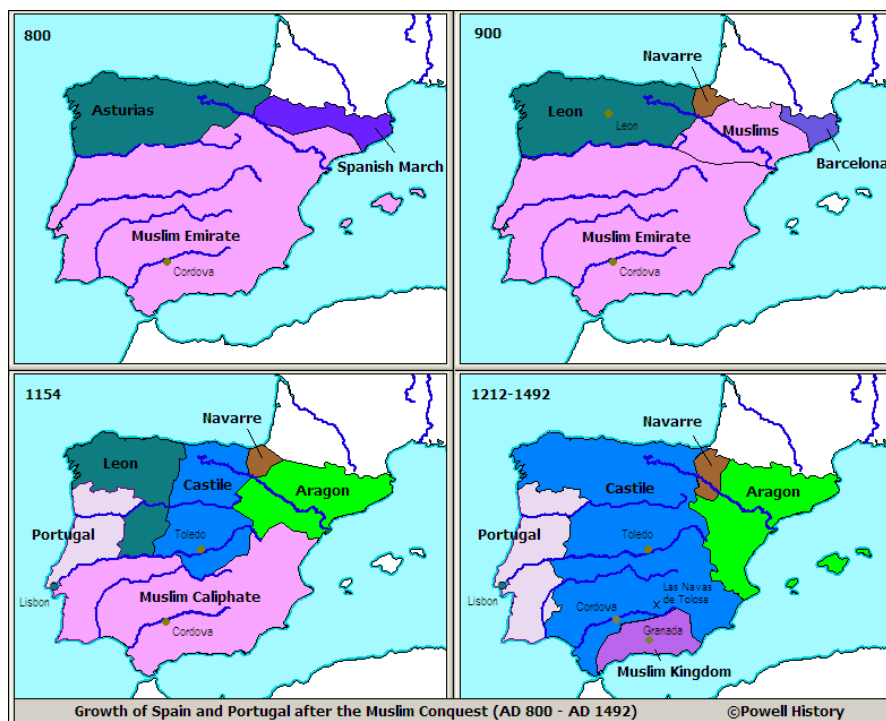 800
Asturias
Spanish March
Muslim Emirate
Cordova
900
Navarre
Leon
Leon
Muslims
Barcelona
Muslim Emirate
Cordova
1154
Navarre
Leon
Castile
Aragon
Portugal
Toledo
Lisbon
Muslim Caliphate
Cordova
1212-1492
Navarre
Castile
Aragon
Portugal
Toledo
Lisbon
Las Navas
de Tolosa
X
Cordova
Granada
Muslim Kingdom
Growth of Spain and Portugal after the Muslim Conquest (AD 800 - AD 1492) ©Powell History